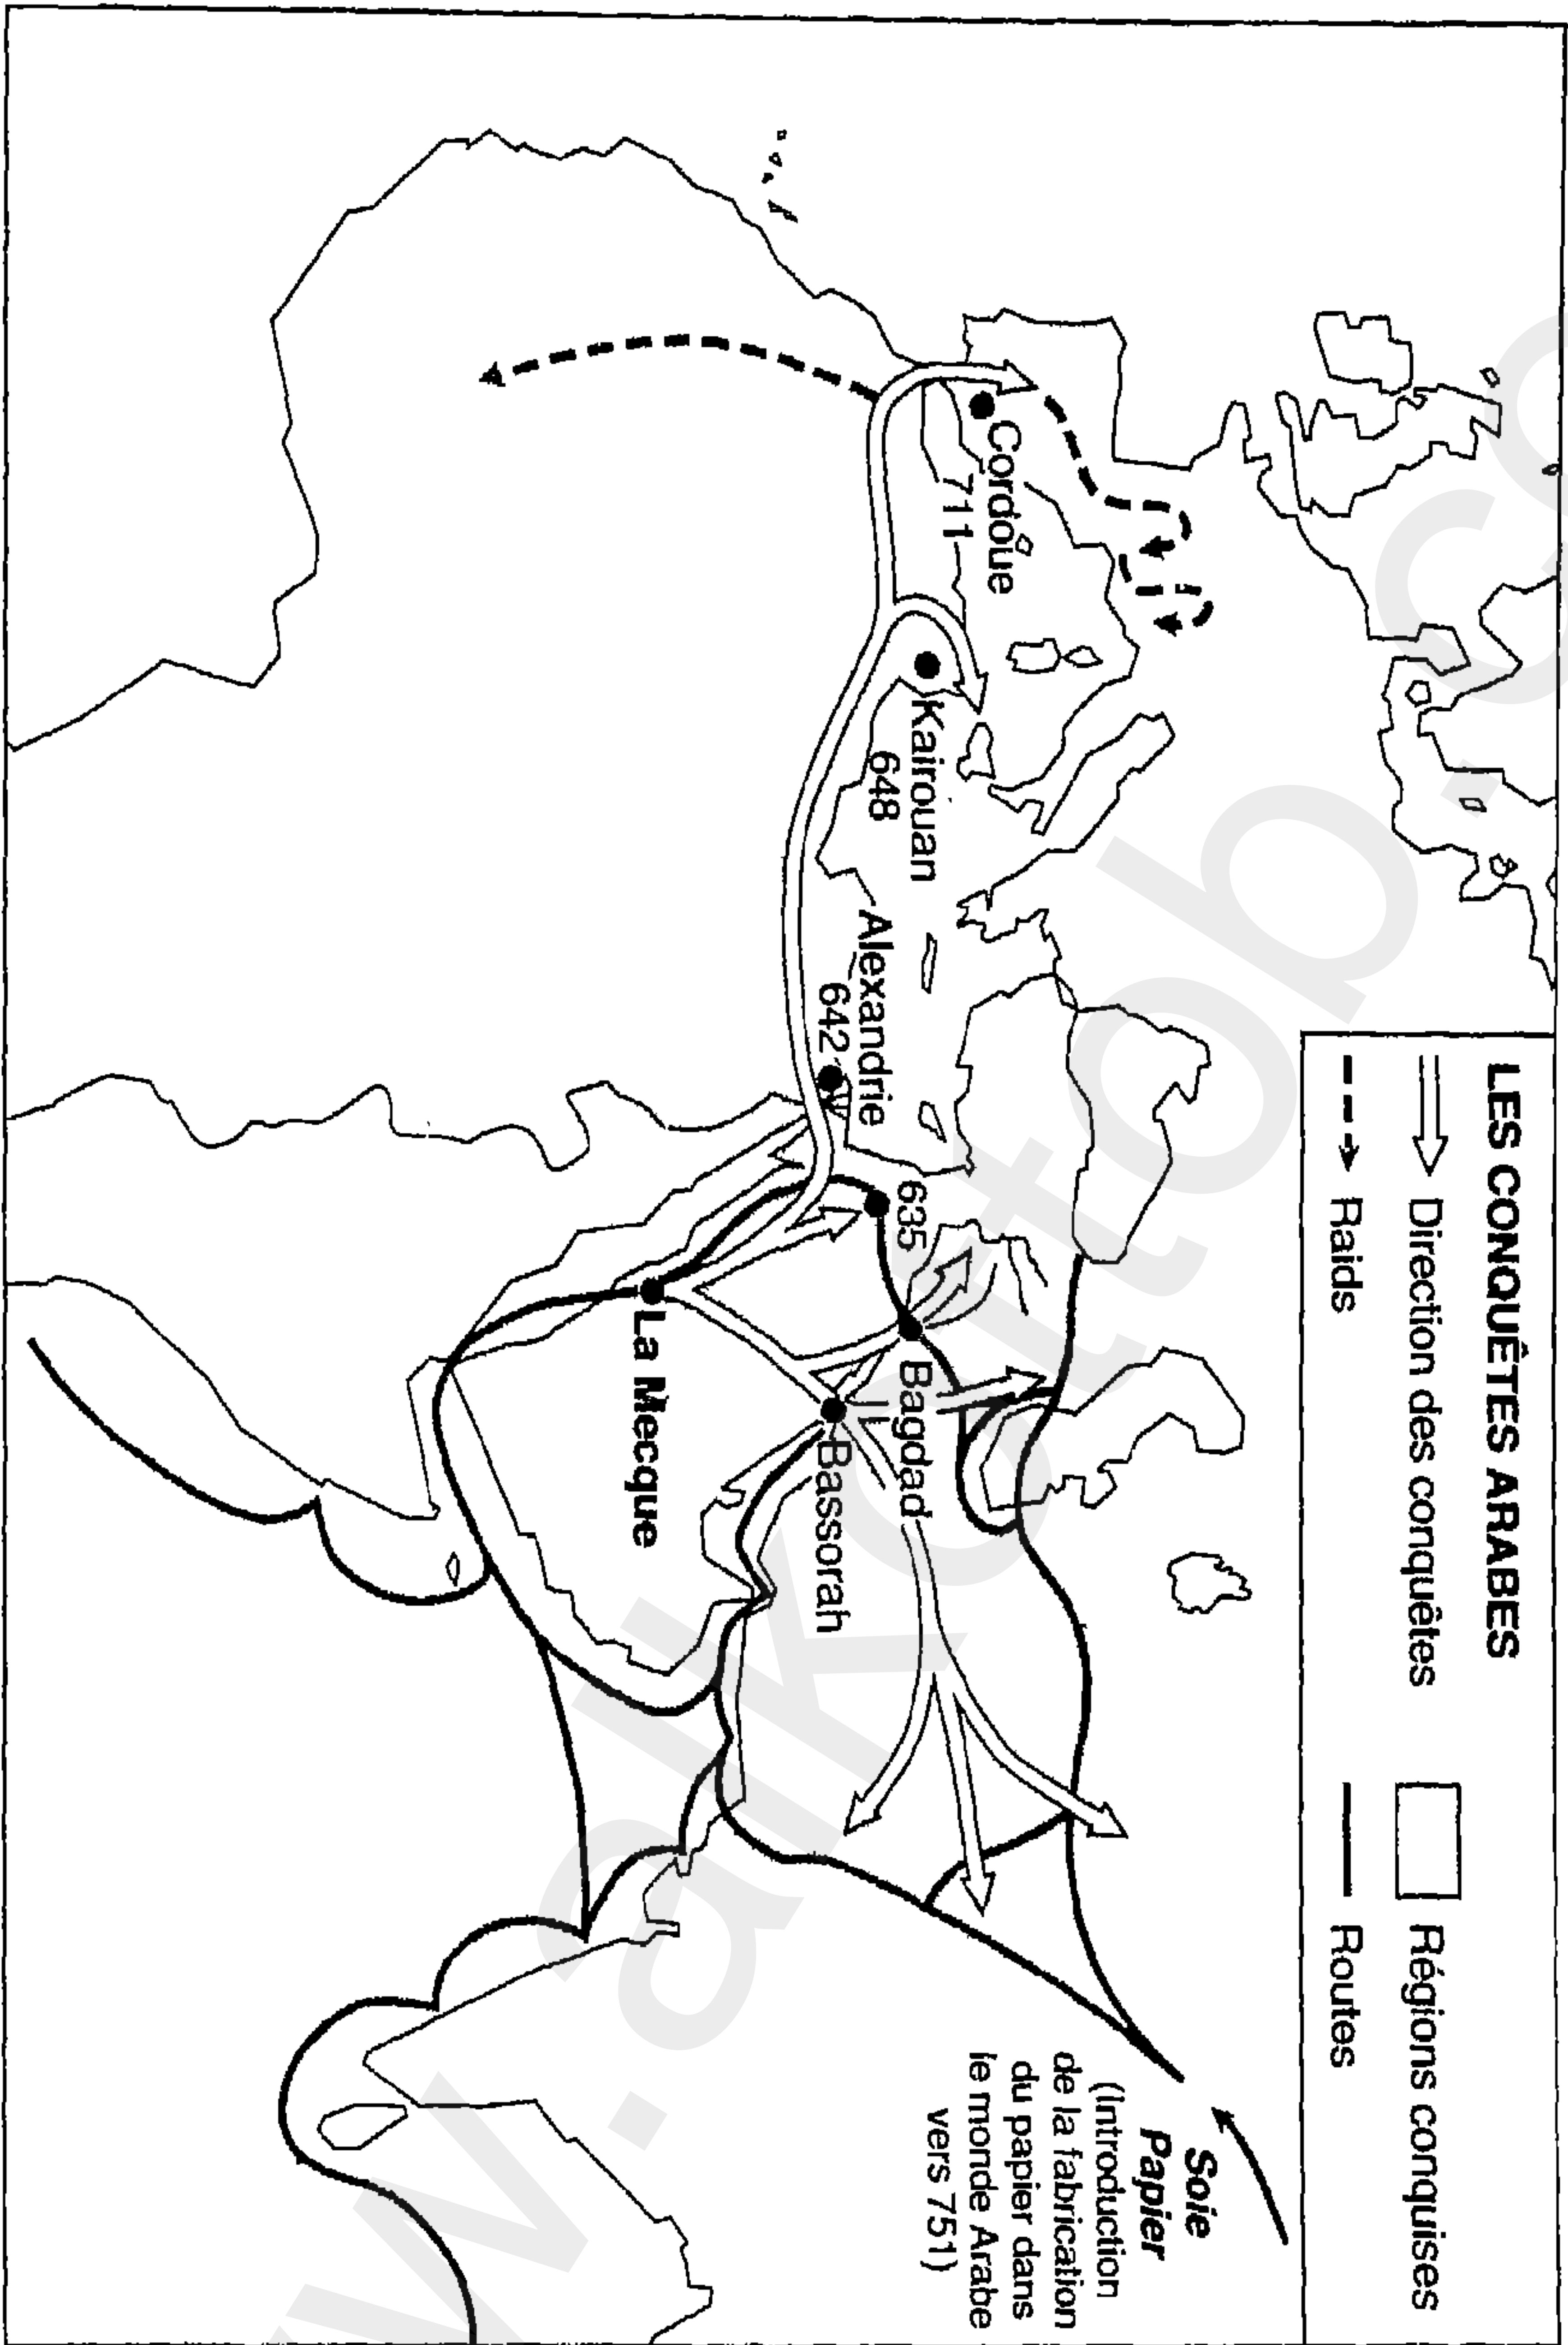 LES CONQUÊTES ARABES
Direction des conquêtes
Régions conquises
Raids
Routes
Cordoue
711
Kairouan
648
Alexandrie
642
635
Bagdad
Bassorah
La Mecque
Soie
Papier
(Introduction
de la fabrication
du papier dans
le monde Arabe
vers 751)